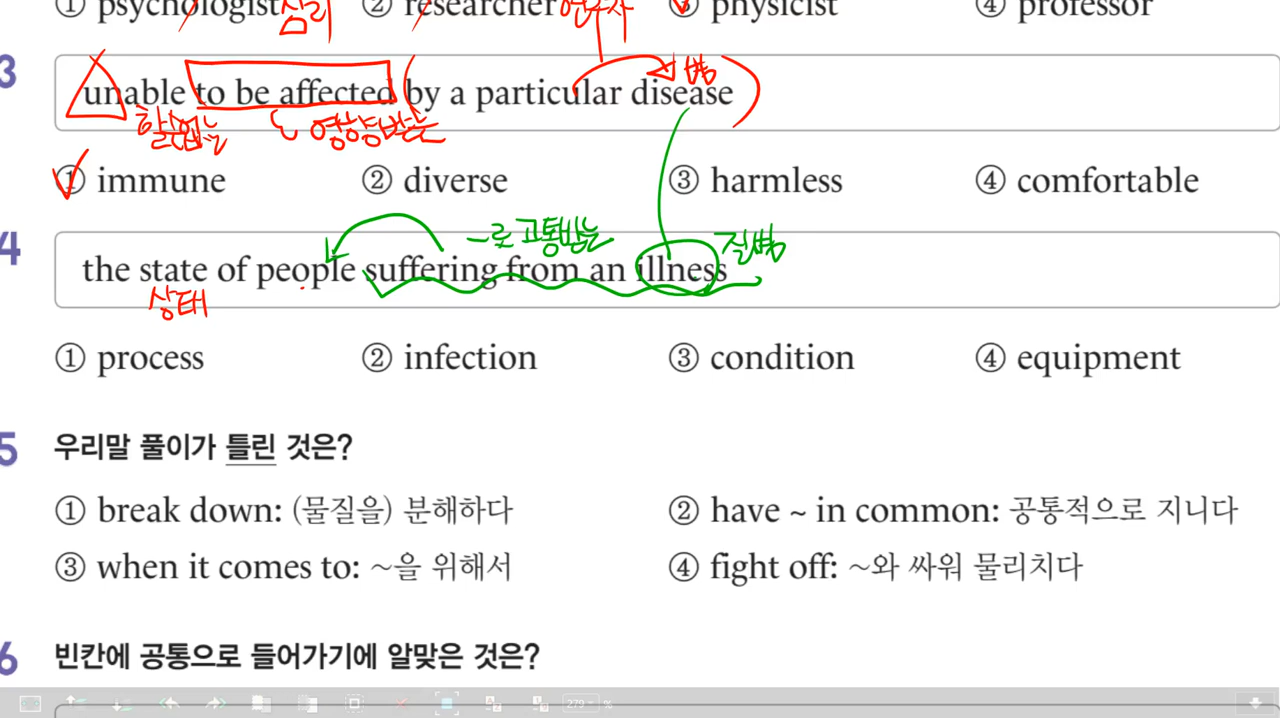 ① psychologist 심리 ② researcher 연구자 ③ physicist ④ professor
3 unable to be affected by a particular disease
할 수 없는 영향받는 질병
① immune ② diverse ③ harmless ④ comfortable
~로 고통받는 질병
4 the state of people suffering from an illness
상태
① process ② infection ③ condition ④ equipment
5 우리말 풀이가 틀린 것은?
① break down: (물질을) 분해하다 ② have ~ in common: 공통적으로 지니다
③ when it comes to: ~을 위해서 ④ fight off: ~와 싸워 물리치다
6 빈칸에 공통으로 들어가기에 알맞은 것은?
279 %